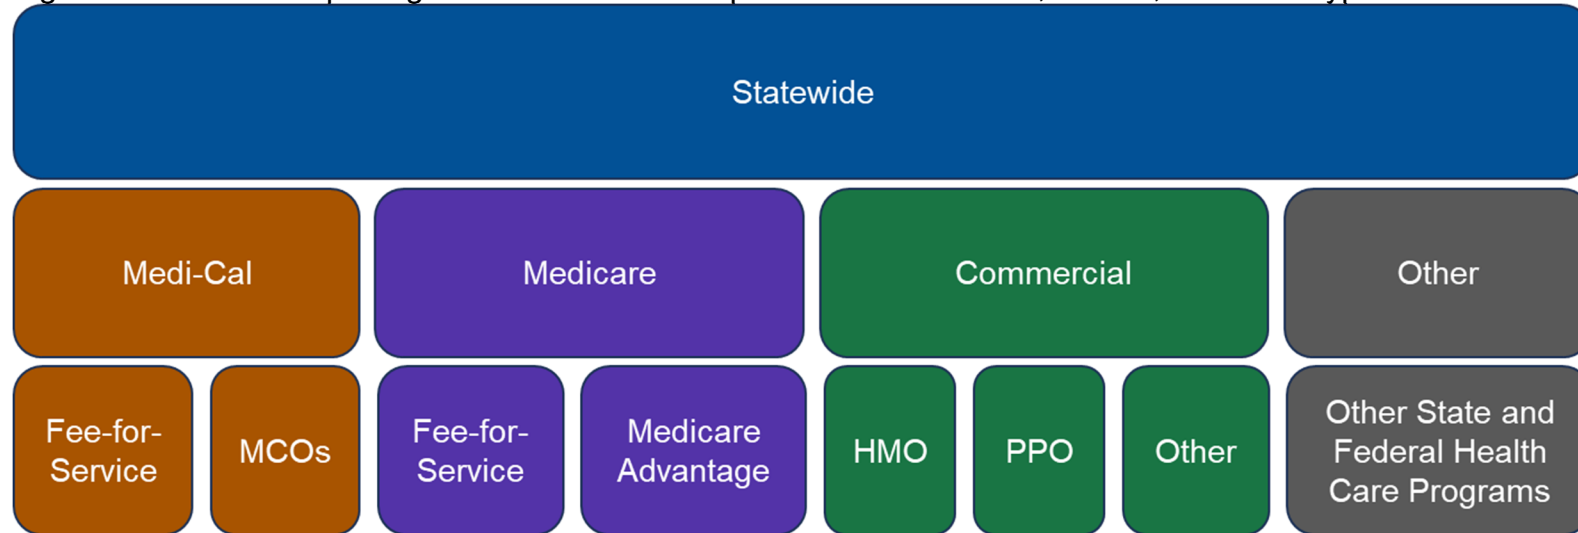 Statewide
Medi-Cal
Medicare
Commercial
Other
Fee-for-
Service
MCOs
Fee-for-
Service
Medicare
Advantage
HMO
PPO
Other
Other State and
Federal Health
Care Programs